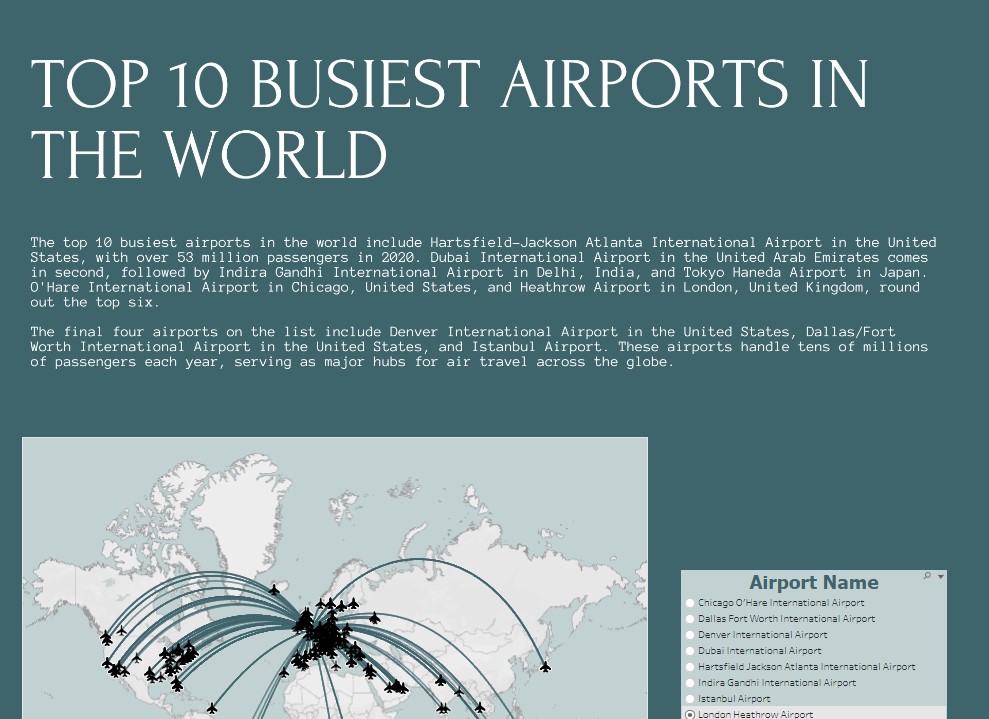 TOP 10 BUSIEST AIRPORTS IN
THE WORLD
The top 10 busiest airports in the world include Hartsfield-Jackson Atlanta International Airport in the United
States, with over 53 million passengers in 2020. Dubai International Airport in the United Arab Emirates comes
in second, followed by Indira Gandhi International Airport in Delhi, India, and Tokyo Haneda Airport in Japan.
O'Hare International Airport in Chicago, United States, and Heathrow Airport in London, United Kingdom, round
out the top six.
The final four airports on the list include Denver International Airport in the United States, Dallas/Fort
Worth International Airport in the United States, and Istanbul Airport. These airports handle tens of millions
of passengers each year, serving as major hubs for air travel across the globe.
Airport Name
Chicago O'Hare International Airport
Dallas Fort Worth International Airport
Denver International Airport
Dubai International Airport
Hartsfield Jackson Atlanta International Airport
Indira Gandhi International Airport
Istanbul Airport
London Heathrow Airport